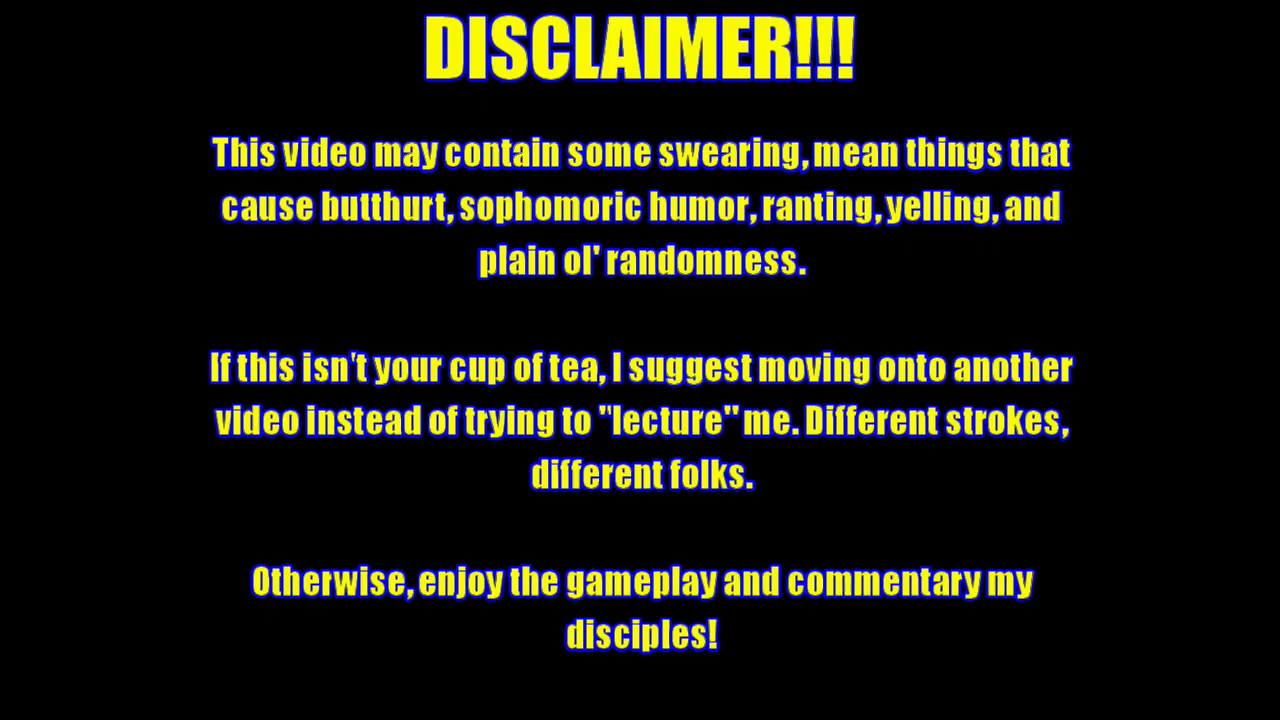 DISCLAIMER!!!
This video may contain some swearing, mean things that
cause butthurt, sophomoric humor, ranting, yelling, and
plain ol' randomness.
If this isn't your cup of tea, I suggest moving onto another
video instead of trying to "lecture" me. Different strokes,
different folks.
Otherwise, enjoy the gameplay and commentary my
disciples!